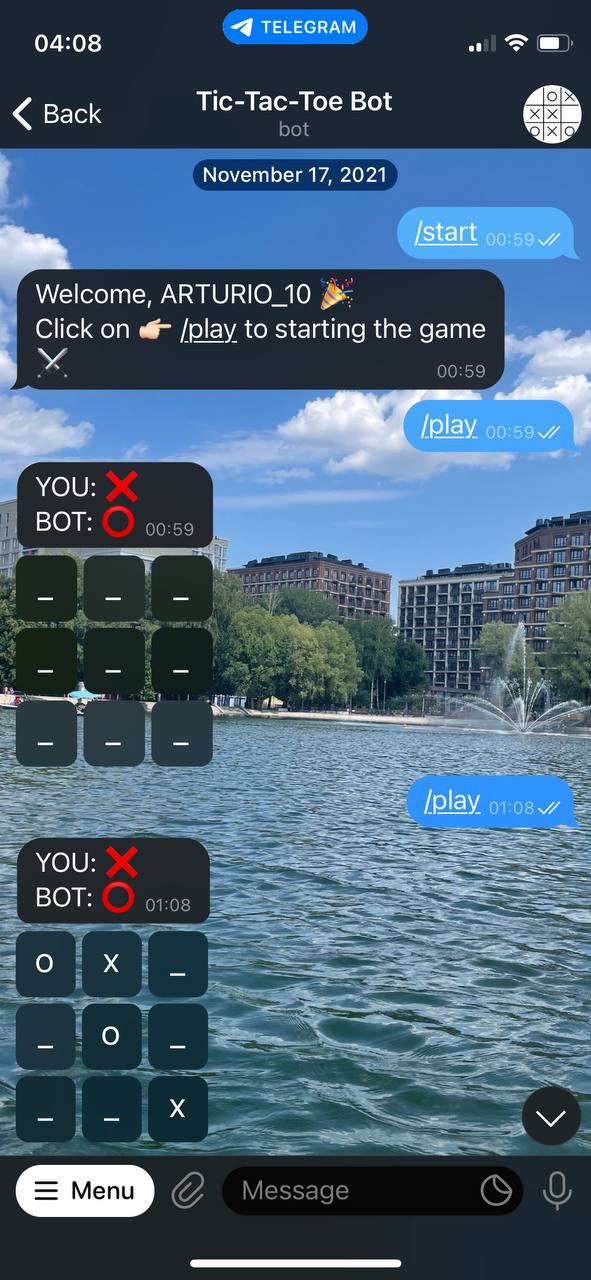 04:08
TELEGRAM
Back
Tic-Tac-Toe Bot
bot
November 17, 2021
/start 00:59
Welcome, ARTURIO_10 🎉
Click on 👉🏻 /play to starting the game
⚔️ 00:59
/play 00:59
YOU: ❌
BOT: ⭕ 00:59
_ _ _
_ _ _
_ _ _
/play 01:08
YOU: ❌
BOT: ⭕ 01:08
O X _
_ O _
_ _ X
Menu
Message